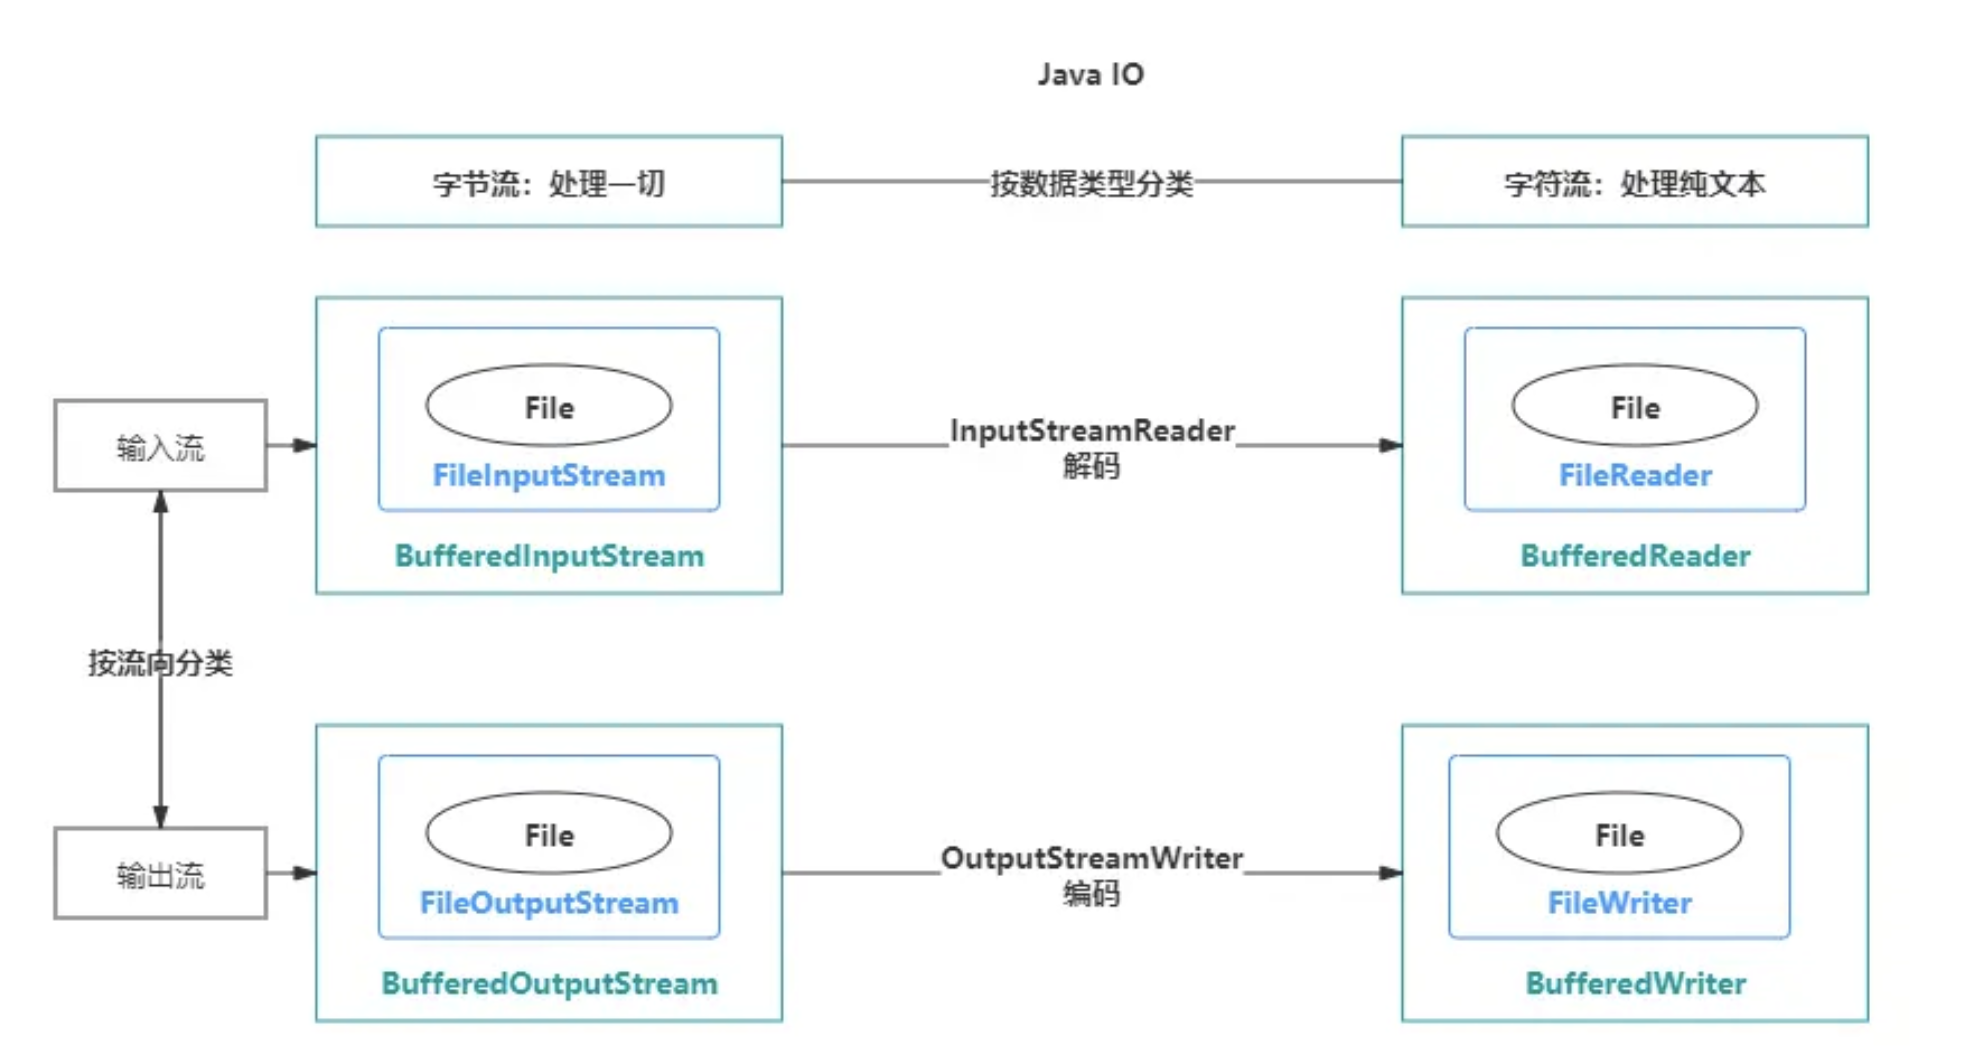 Java IO
字节流：处理一切
按数据类型分类
字符流：处理纯文本
输入流
File
FileInputStream
BufferedInputStream
InputStreamReader
解码
File
FileReader
BufferedReader
按流向分类
输出流
File
FileOutputStream
BufferedOutputStream
OutputStreamWriter
编码
File
FileWriter
BufferedWriter